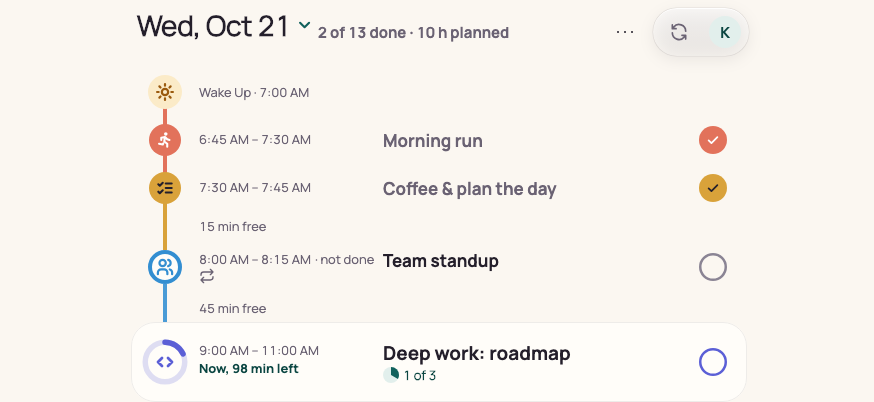 Wed, Oct 21 2 of 13 done · 10 h planned ··· K
Wake Up · 7:00 AM
6:45 AM – 7:30 AM Morning run
7:30 AM – 7:45 AM Coffee & plan the day
15 min free
8:00 AM – 8:15 AM · not done Team standup
45 min free
9:00 AM – 11:00 AM Deep work: roadmap
Now, 98 min left 1 of 3